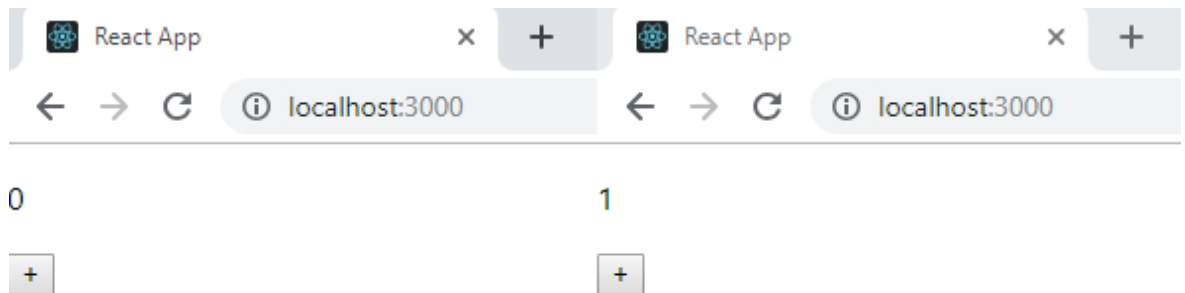 React App × +
localhost:3000
0
+
React App × +
localhost:3000
1
+